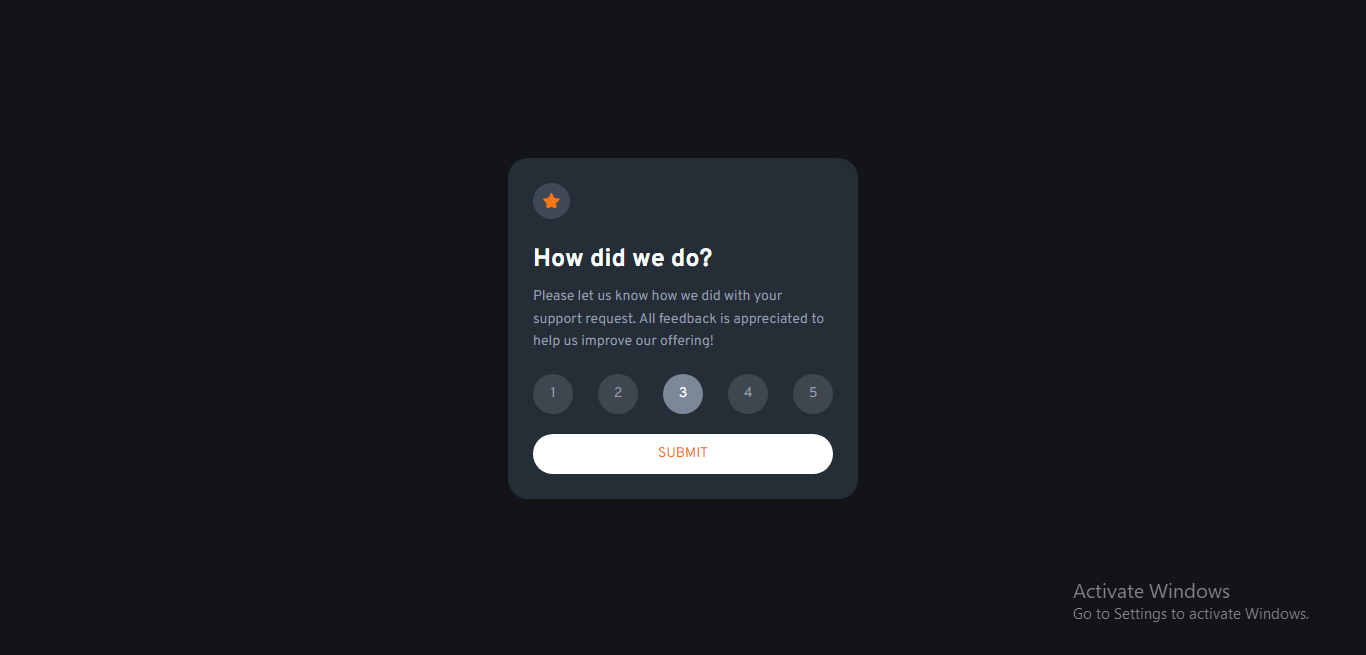 How did we do?
Please let us know how we did with your
support request. All feedback is appreciated to
help us improve our offering!
1 2 3 4 5
SUBMIT
Activate Windows
Go to Settings to activate Windows.